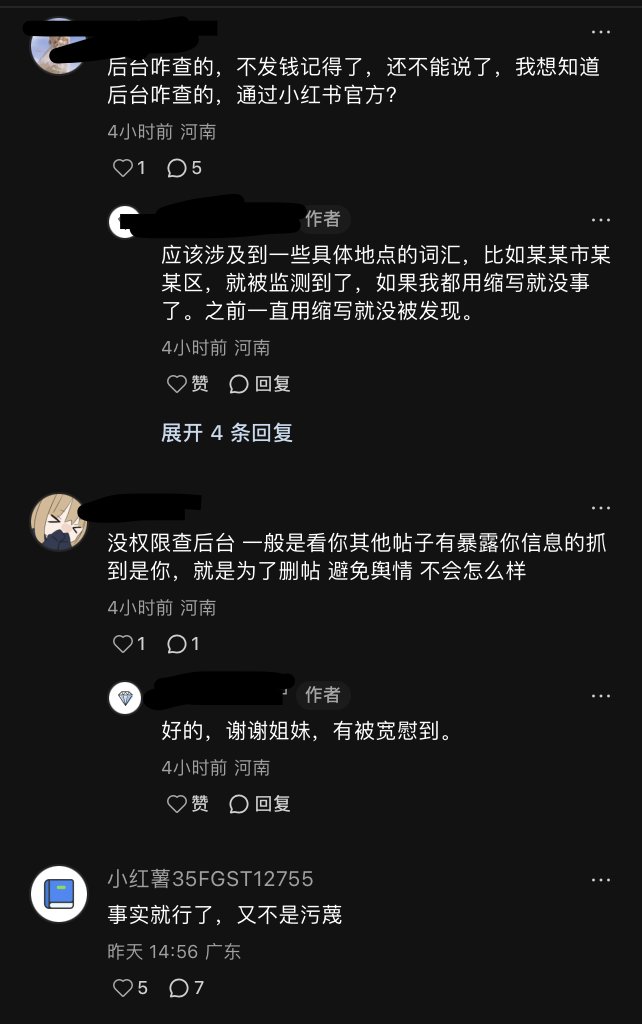 后台咋查的，不发钱记得了，还不能说了，我想知道
后台咋查的，通过小红书官方？
4小时前 河南
1 5
作者
应该涉及到一些具体地点的词汇，比如某某市某
某区，就被监测到了，如果我都用缩写就没事
了。之前一直用缩写就没被发现。
4小时前 河南
赞 回复
展开 4 条回复
没权限查后台 一般是看你其他帖子有暴露你信息的抓
到是你，就是为了删帖 避免舆情 不会怎么样
4小时前 河南
1 1
作者
好的，谢谢姐妹，有被宽慰到。
4小时前 河南
赞 回复
小红薯35FGST12755
事实就行了，又不是污蔑
昨天 14:56 广东
5 7